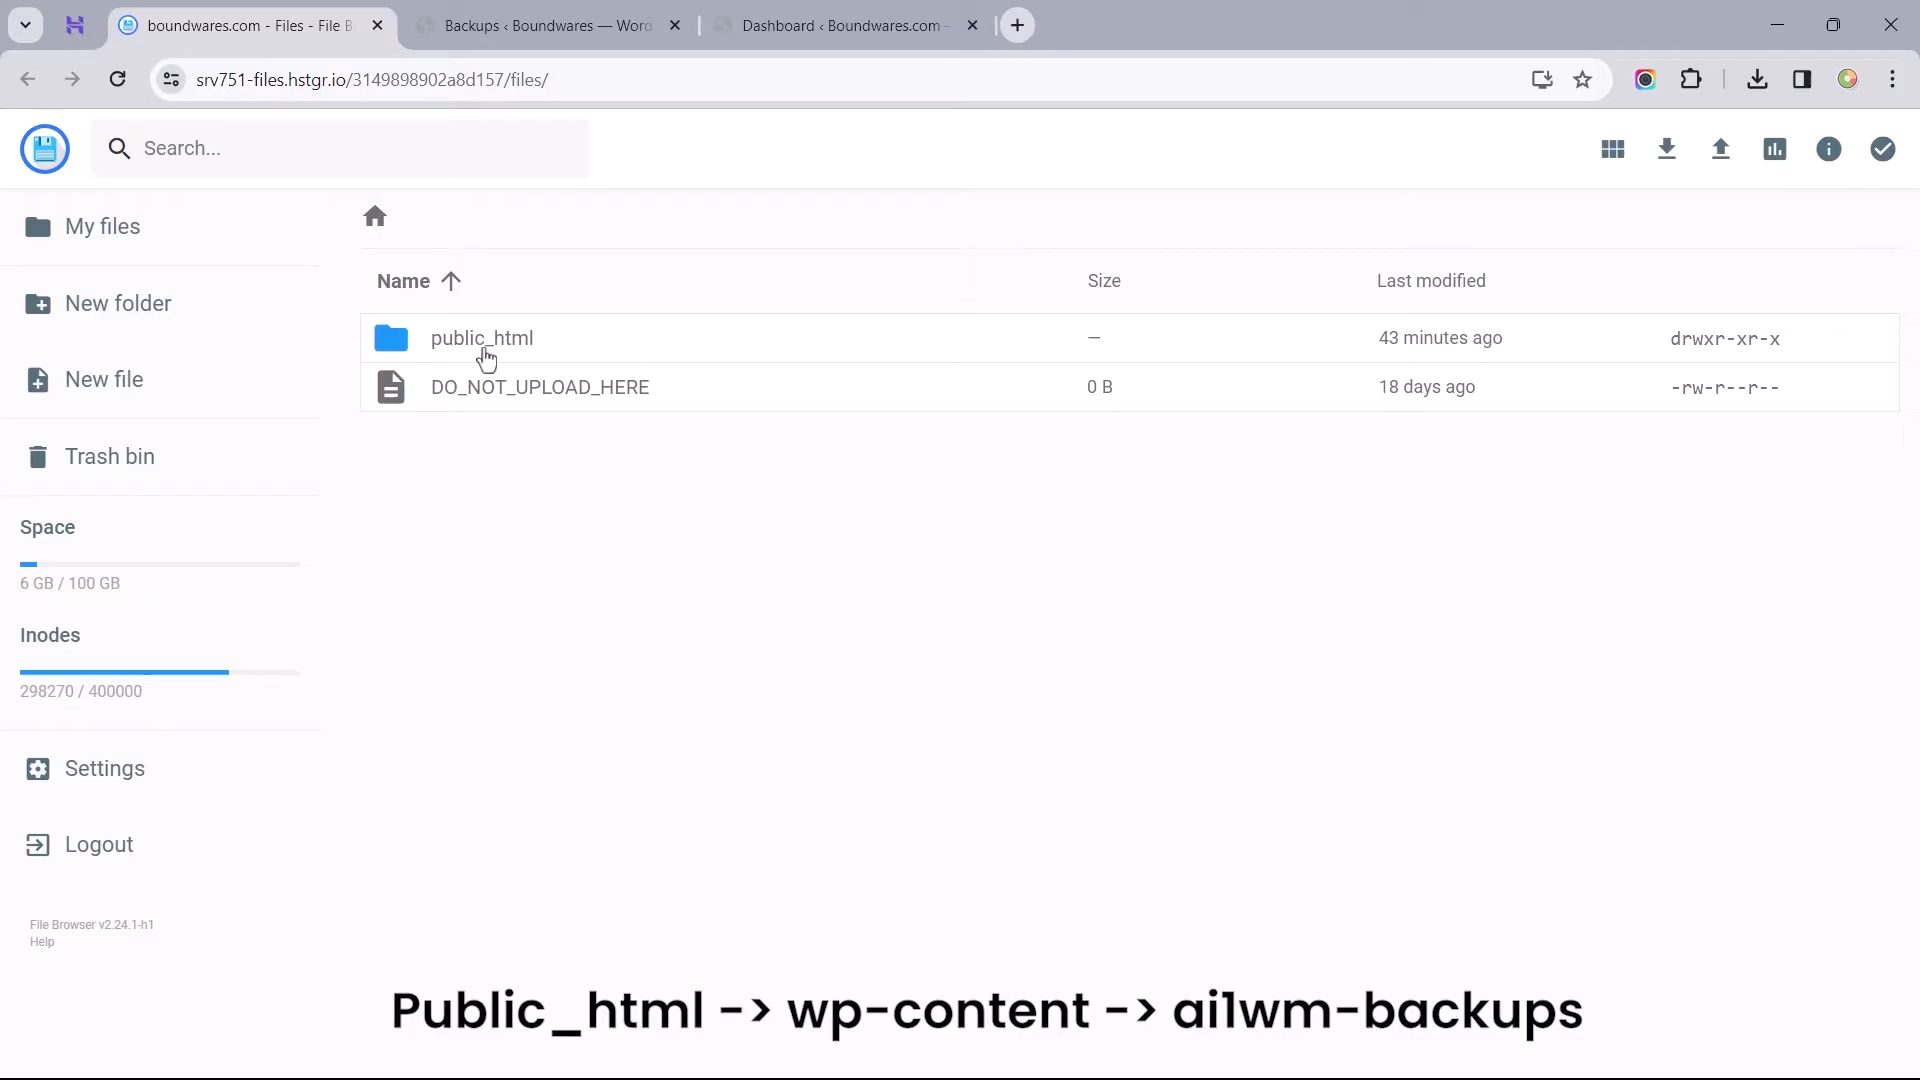 boundwares.com - Files - File B
Backups ‹ Boundwares — Word
Dashboard ‹ Boundwares.com -
srv751-files.hstgr.io/3149898902a8d157/files/
Search...
My files
New folder
New file
Trash bin
Space
6 GB / 100 GB
Inodes
298270 / 400000
Settings
Logout
File Browser v2.24.1-h1
Help
Name Size Last modified
public_html — 43 minutes ago drwxr-xr-x
DO_NOT_UPLOAD_HERE 0 B 18 days ago -rw-r--r--
Public_html -> wp-content -> ai1wm-backups